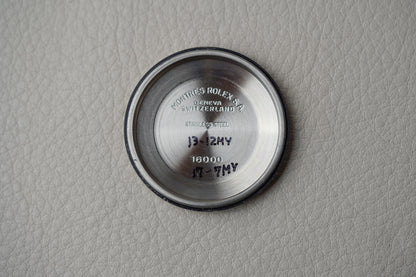 MONTRES ROLEX S.A.
GENEVA
SWITZERLAND
STAINLESS STEEL
13-12MY
16000
17-7MY